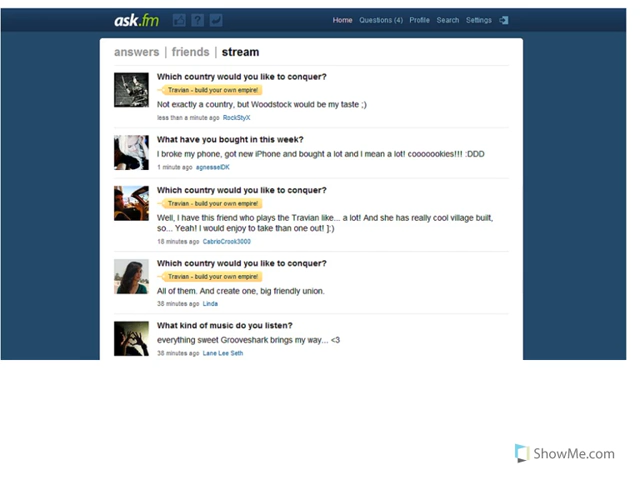 ask.fm
Home Questions (4) Profile Search Settings
answers | friends | stream
Which country would you like to conquer?
Travian - build your own empire!
Not exactly a country, but Woodstock would be my taste ;)
less than a minute ago RockStyX
What have you bought in this week?
I broke my phone, got new iPhone and bought a lot and I mean a lot! cooooookies!!! :DDD
1 minute ago agnesseIDK
Which country would you like to conquer?
Travian - build your own empire!
Well, I have this friend who plays the Travian like... a lot! And she has really cool village built,
so... Yeah! I would enjoy to take than one out! ];)
18 minutes ago CabrioCrook3000
Which country would you like to conquer?
Travian - build your own empire!
All of them. And create one, big friendly union.
38 minutes ago Linda
What kind of music do you listen?
everything sweet Grooveshark brings my way... <3
38 minutes ago Lane Lee Seth
ShowMe.com